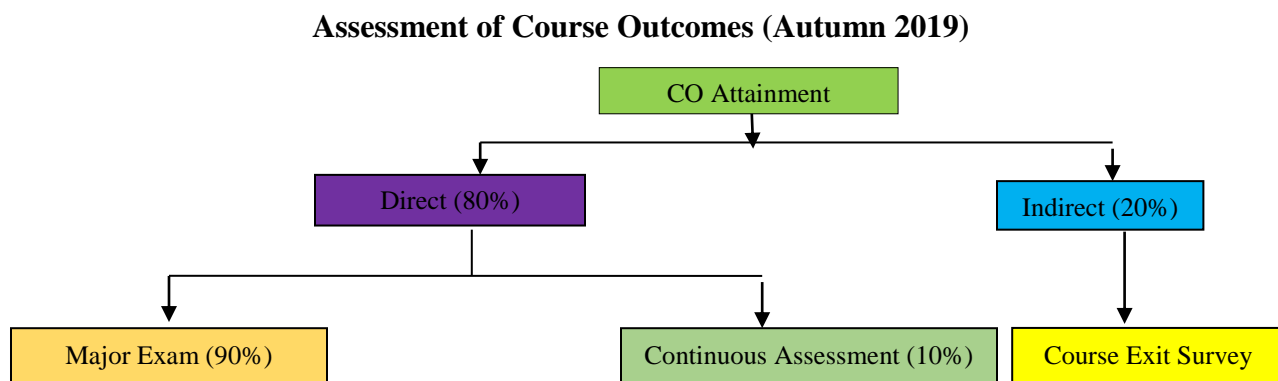 Assessment of Course Outcomes (Autumn 2019)
CO Attainment
Direct (80%)
Indirect (20%)
Major Exam (90%)
Continuous Assessment (10%)
Course Exit Survey